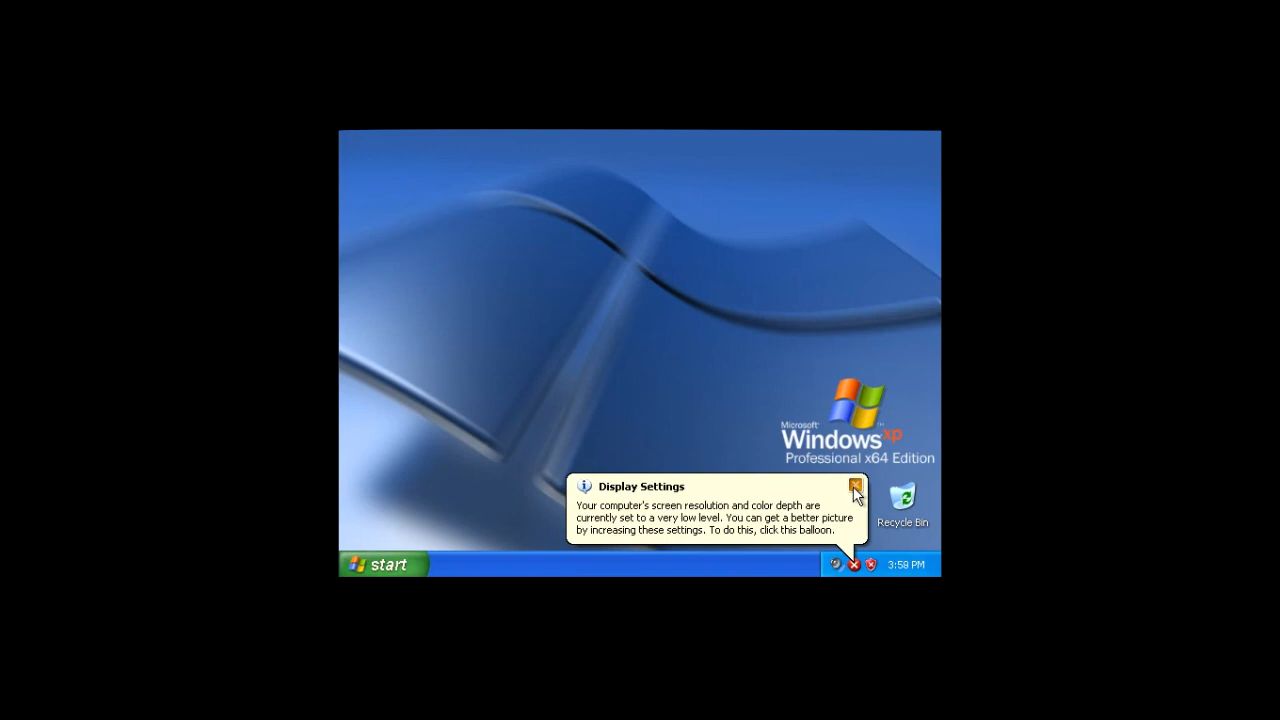 Microsoft
Windows xp
Professional x64 Edition
Display Settings
Your computer's screen resolution and color depth are
currently set to a very low level. You can get a better picture
by increasing these settings. To do this, click this balloon.
Recycle Bin
start
3:59 PM